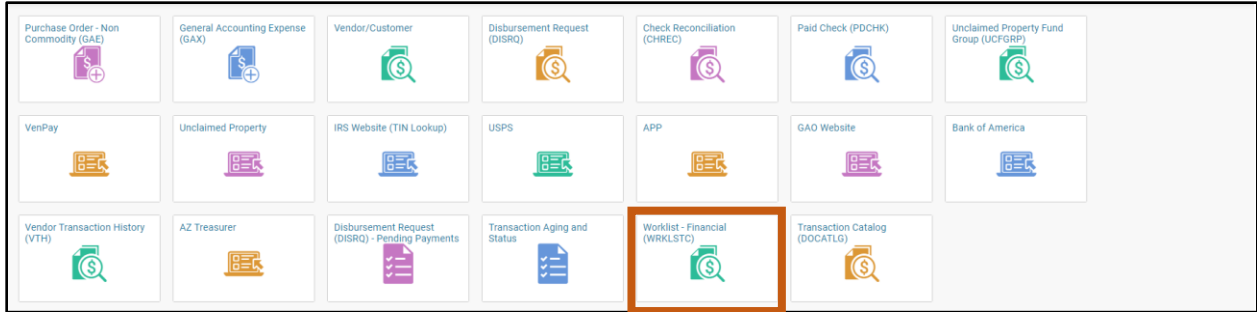 Purchase Order - Non
Commodity (GAE)
General Accounting Expense
(GAX)
Vendor/Customer
Disbursement Request
(DISRQ)
Check Reconciliation
(CHREC)
Paid Check (PDCHK)
Unclaimed Property Fund
Group (UCFGRP)
VenPay
Unclaimed Property
IRS Website (TIN Lookup)
USPS
APP
GAO Website
Bank of America
Vendor Transaction History
(VTH)
AZ Treasurer
Disbursement Request
(DISRQ) - Pending Payments
Transaction Aging and
Status
Worklist - Financial
(WRKLSTC)
Transaction Catalog
(DOCATLG)